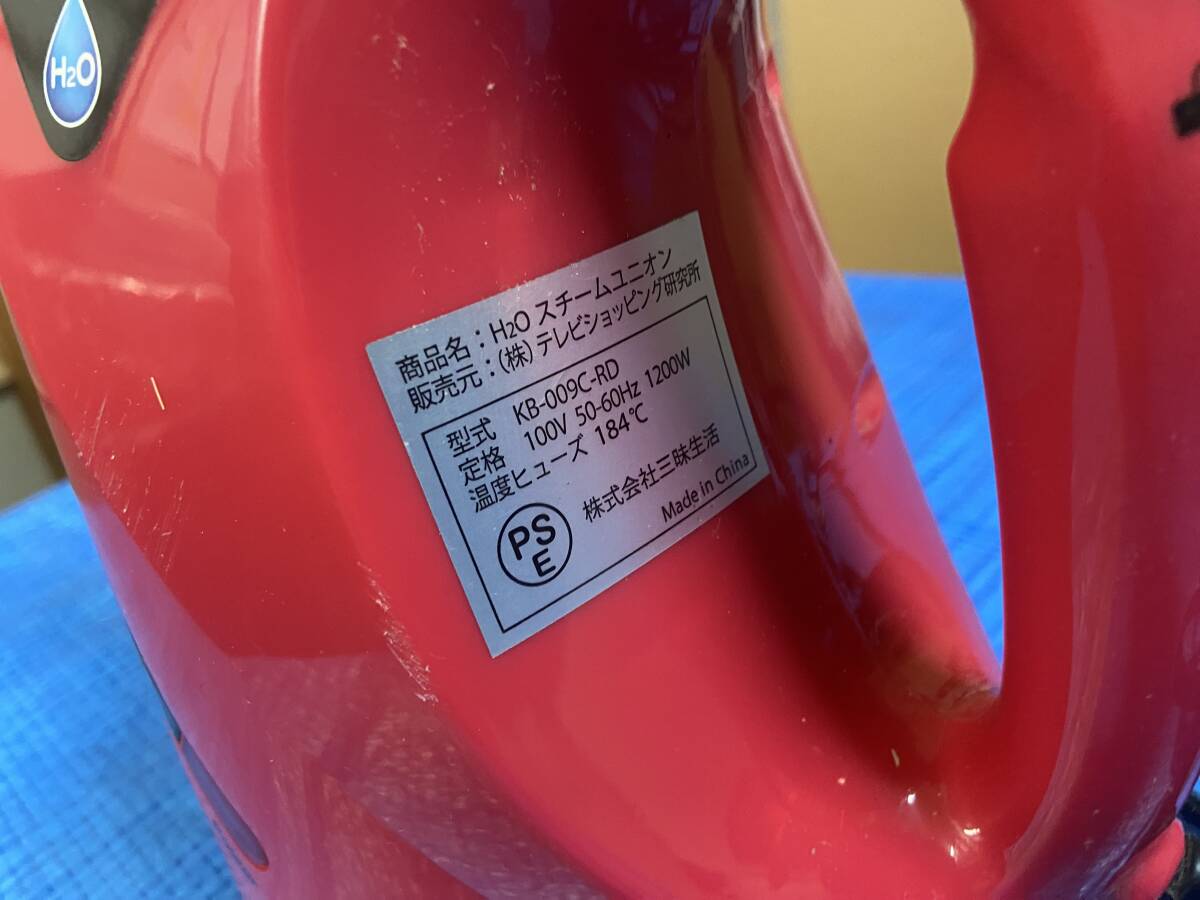 H2O
商品名：H2O スチームユニオン
販売元：（株）テレビショッピング研究所
型式 KB-009C-RD
定格 100V 50-60Hz 1200W
温度ヒューズ 184℃
PSE
株式会社三昧生活
Made in China